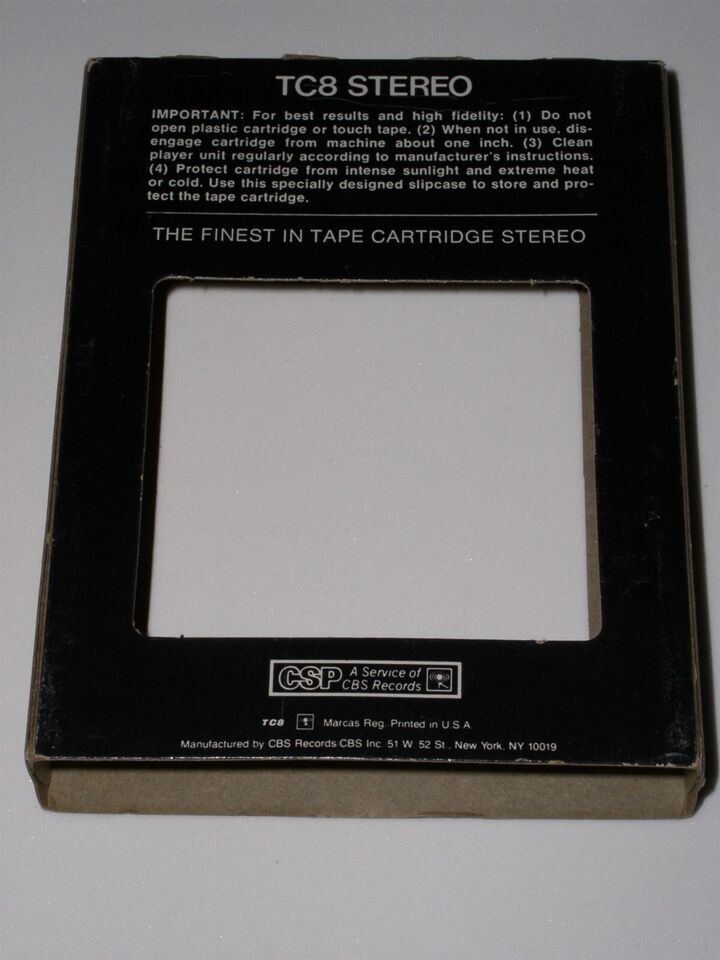 TC8 STEREO
IMPORTANT: For best results and high fidelity: (1) Do not
open plastic cartridge or touch tape. (2) When not in use, dis-
engage cartridge from machine about one inch. (3) Clean
player unit regularly according to manufacturer's instructions.
(4) Protect cartridge from intense sunlight and extreme heat
or cold. Use this specially designed slipcase to store and pro-
tect the tape cartridge.
THE FINEST IN TAPE CARTRIDGE STEREO
CSP A Service of
CBS Records
TC8 Marcas Reg. Printed in U.S.A.
Manufactured by CBS Records/CBS Inc. 51 W. 52 St., New York, NY 10019